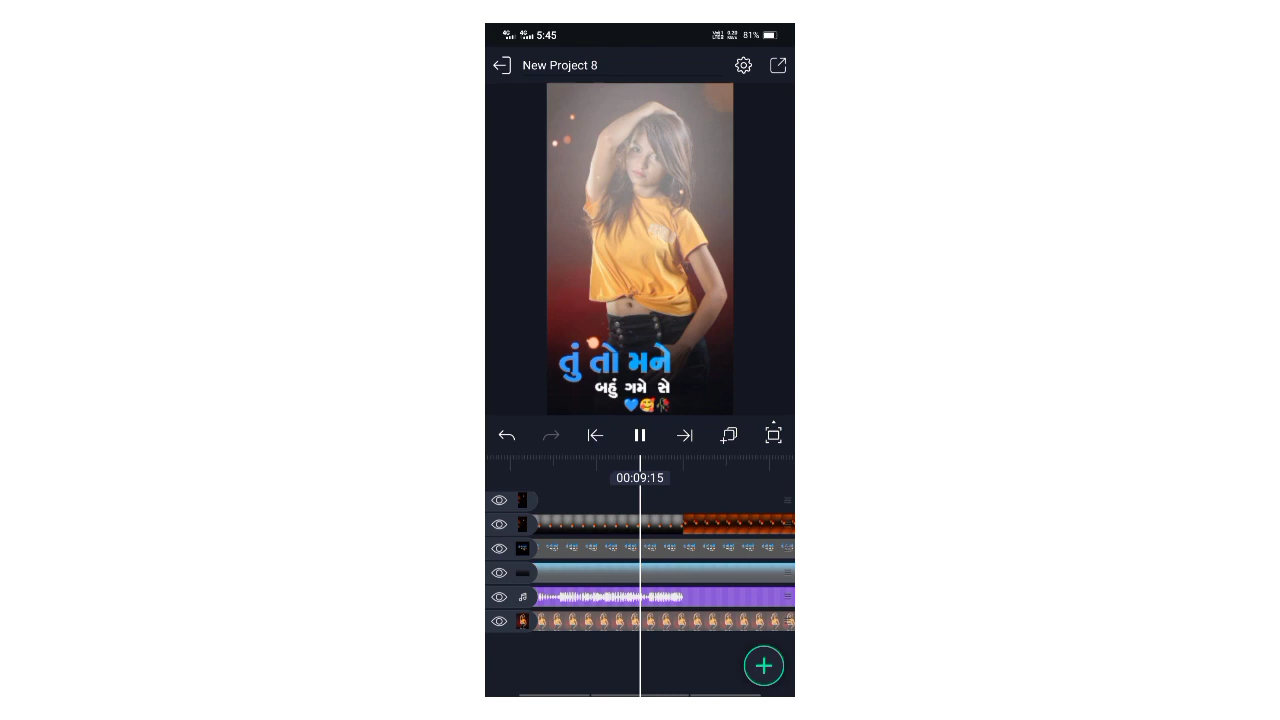 5:45
81%
New Project 8
તું તો મને
બહું ગમે સે
💙🥰🥀
00:09:15